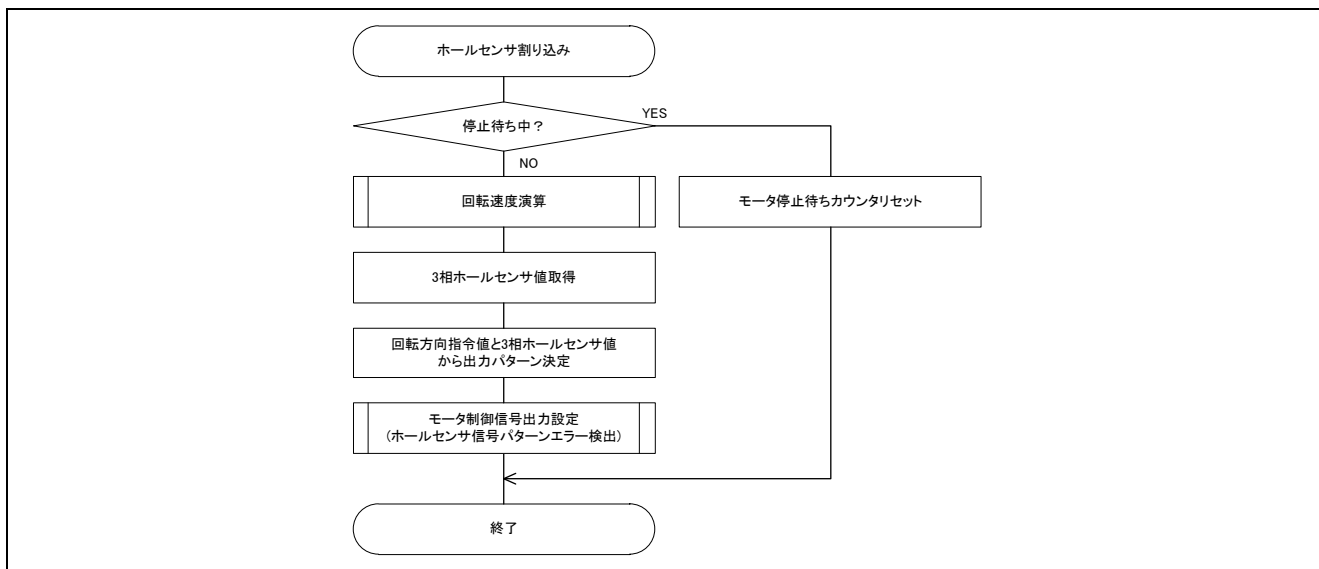 ホールセンサ割り込み
停止待ち中？
YES
NO
回転速度演算
モータ停止待ちカウンタリセット
3相ホールセンサ値取得
回転方向指令値と3相ホールセンサ値
から出力パターン決定
モータ制御信号出力設定
(ホールセンサ信号パターンエラー検出)
終了